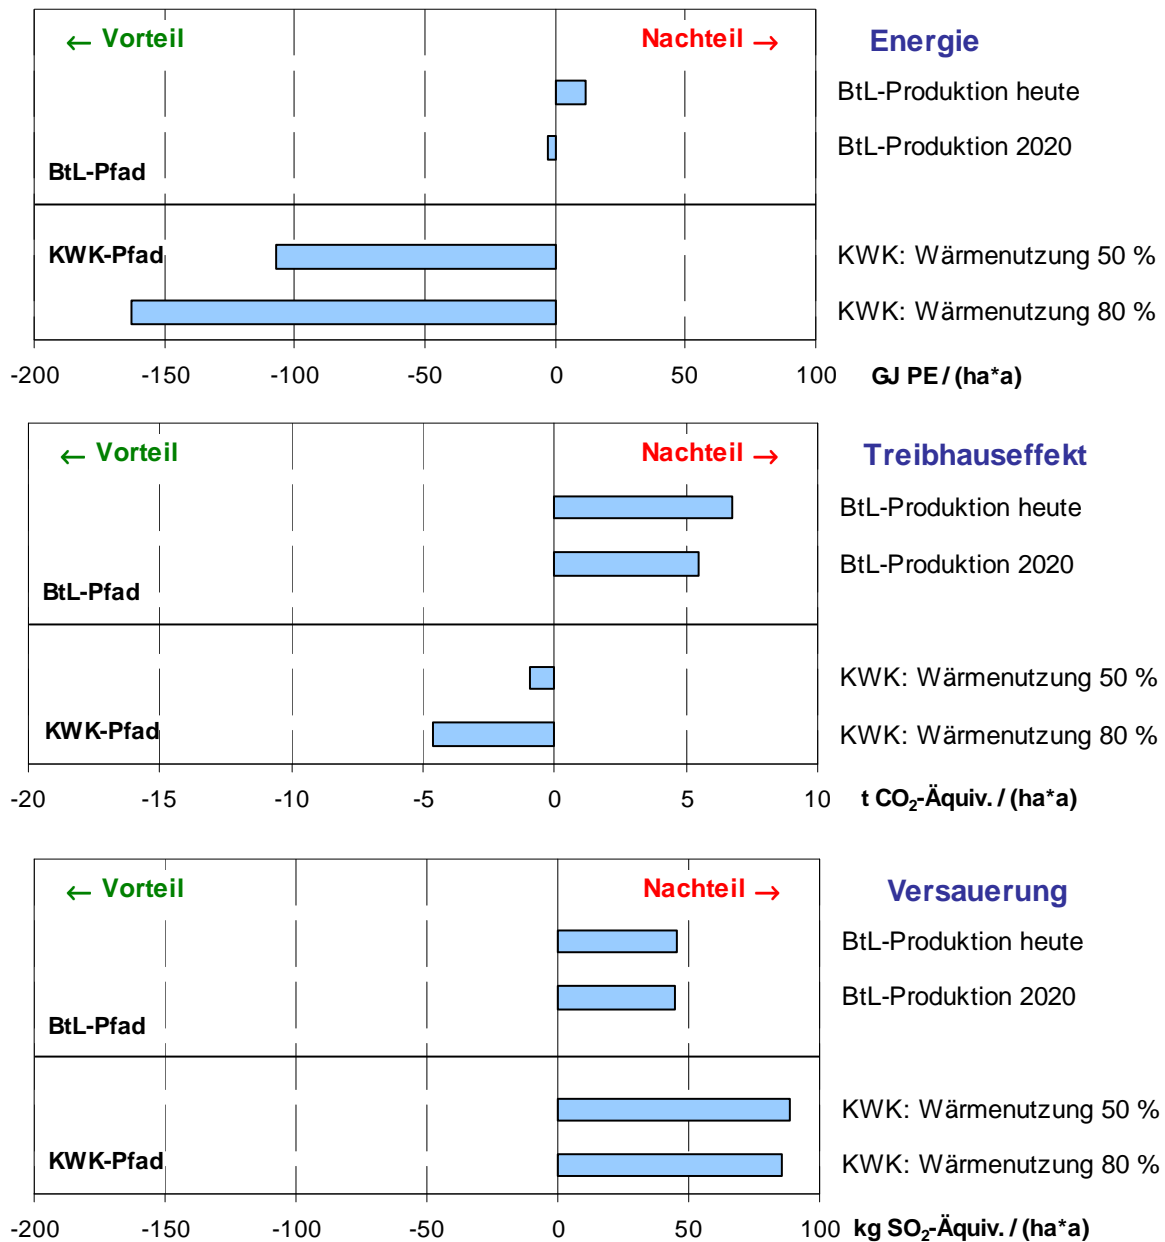 ← Vorteil Nachteil → Energie
BtL-Produktion heute
BtL-Produktion 2020
BtL-Pfad
KWK-Pfad KWK: Wärmenutzung 50 %
KWK: Wärmenutzung 80 %
-200 -150 -100 -50 0 50 100 GJ PE / (ha*a)
← Vorteil Nachteil → Treibhauseffekt
BtL-Produktion heute
BtL-Produktion 2020
BtL-Pfad
KWK: Wärmenutzung 50 %
KWK-Pfad KWK: Wärmenutzung 80 %
-20 -15 -10 -5 0 5 10 t CO₂-Äquiv. / (ha*a)
← Vorteil Nachteil → Versauerung
BtL-Produktion heute
BtL-Produktion 2020
BtL-Pfad
KWK: Wärmenutzung 50 %
KWK-Pfad KWK: Wärmenutzung 80 %
-200 -150 -100 -50 0 50 100 kg SO₂-Äquiv. / (ha*a)